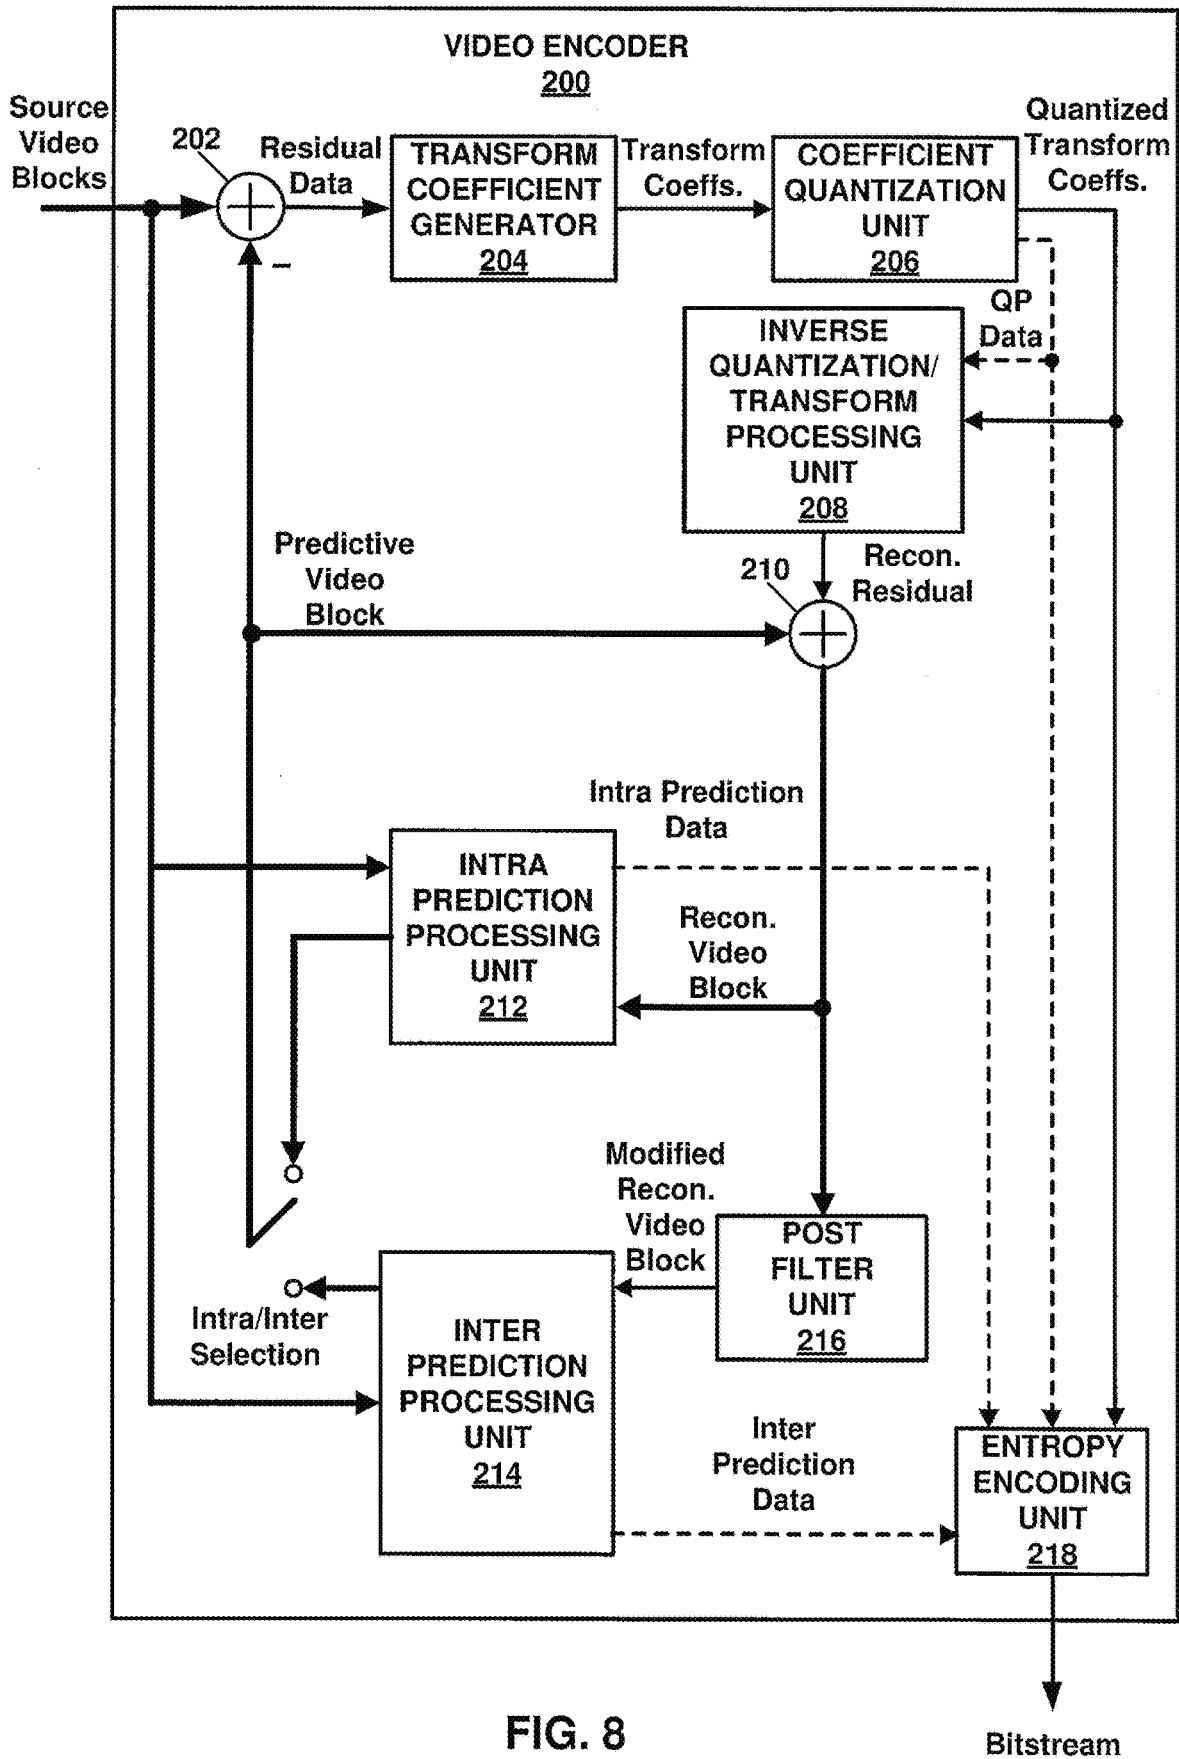 VIDEO ENCODER
200
Source
Video
Blocks
202
Residual
Data
TRANSFORM
COEFFICIENT
GENERATOR
204
Transform
Coeffs.
COEFFICIENT
QUANTIZATION
UNIT
206
Quantized
Transform
Coeffs.
QP
Data
INVERSE
QUANTIZATION/
TRANSFORM
PROCESSING
UNIT
208
–
Predictive
Video
Block
210
Recon.
Residual
Intra Prediction
Data
INTRA
PREDICTION
PROCESSING
UNIT
212
Recon.
Video
Block
Modified
Recon.
Video
Block
POST
FILTER
UNIT
216
Intra/Inter
Selection
INTER
PREDICTION
PROCESSING
UNIT
214
Inter
Prediction
Data
ENTROPY
ENCODING
UNIT
218
FIG. 8
Bitstream